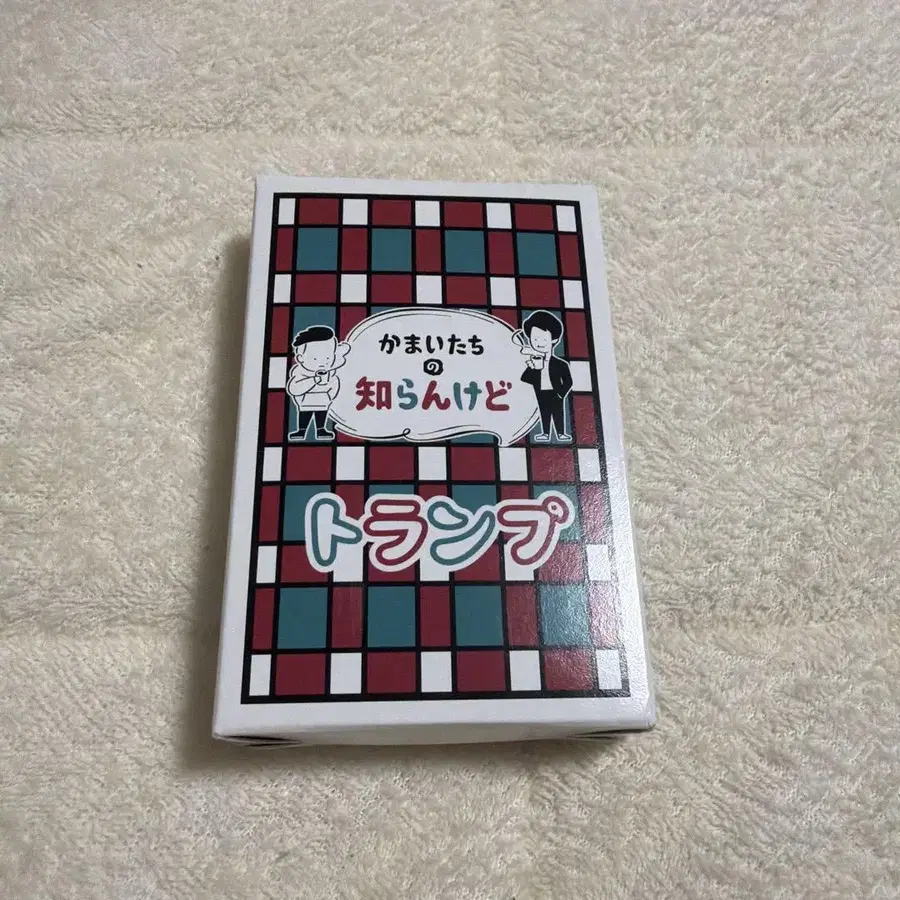 かまいたち
の
知らんけど
トランプ